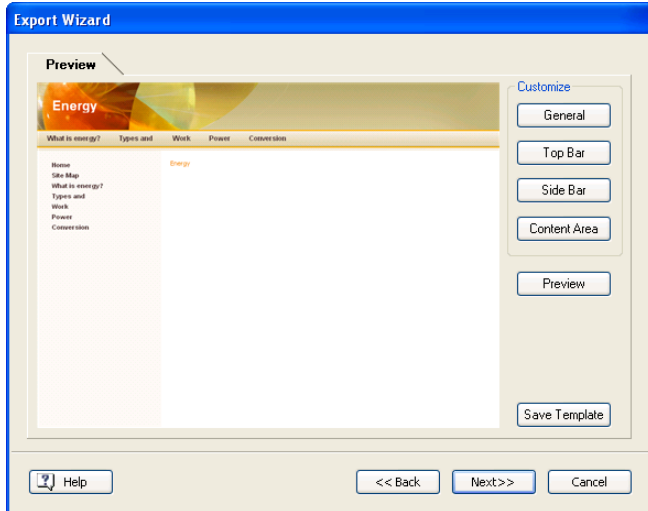 Export Wizard
Preview
Energy
What is energy? Types and Work Power Conversion
Home
Site Map
What is energy?
Types and
Work
Power
Conversion
Energy
Customize
General
Top Bar
Side Bar
Content Area
Preview
Save Template
Help
<< Back
Next>>
Cancel